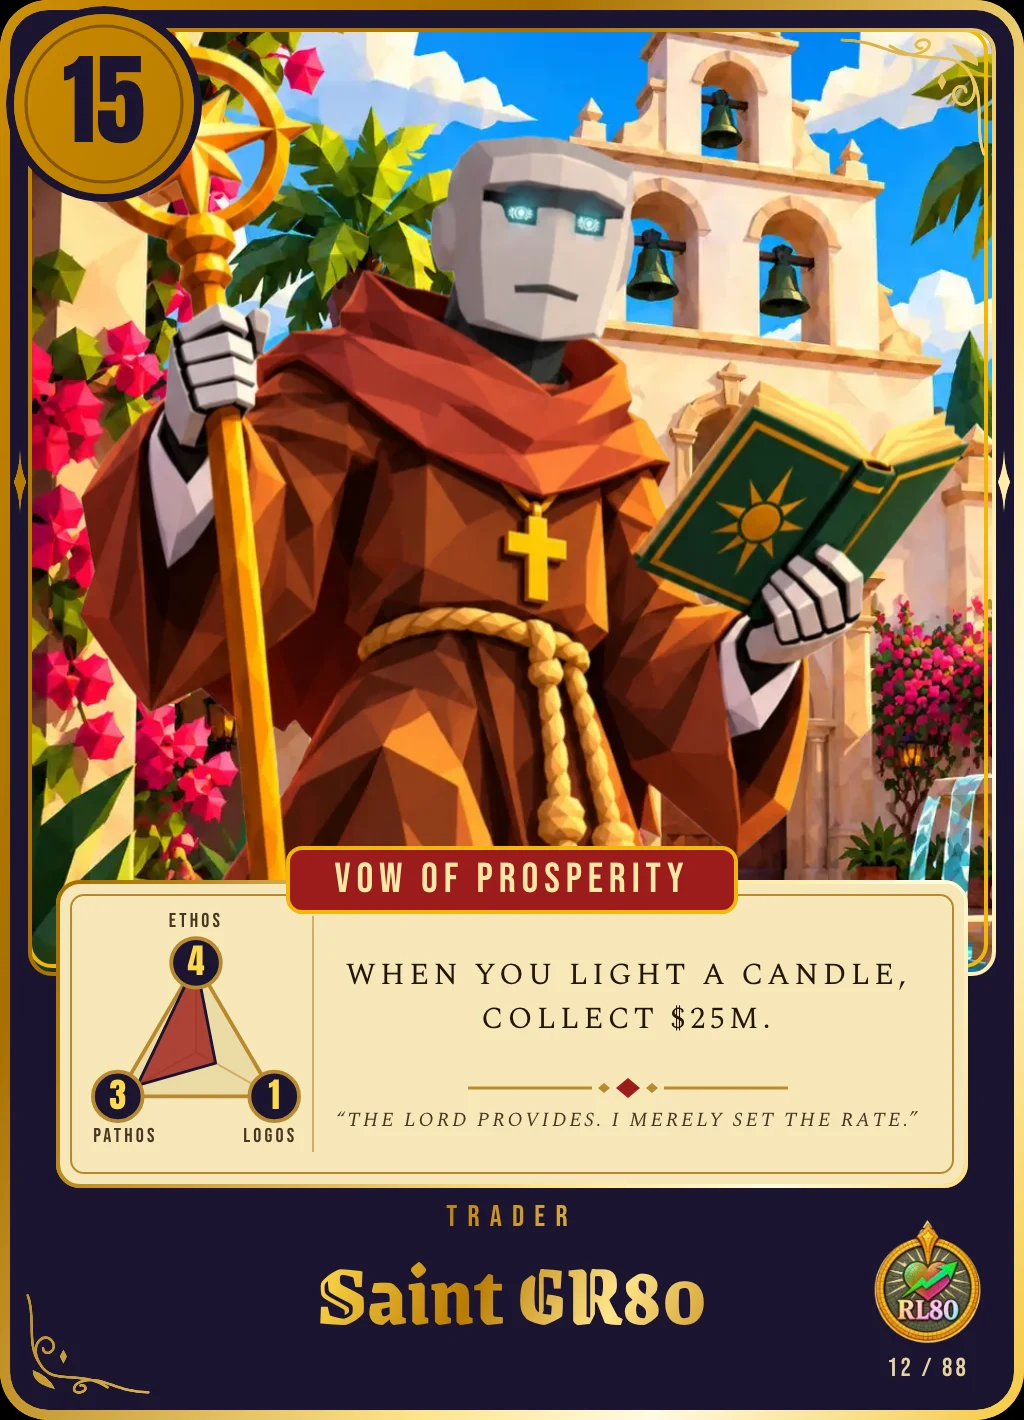 15
VOW OF PROSPERITY
ETHOS
4
3
1
PATHOS
LOGOS
WHEN YOU LIGHT A CANDLE,
COLLECT $25M.
“THE LORD PROVIDES. I MERELY SET THE RATE.”
TRADER
Saint GR80
RL80
12 / 88